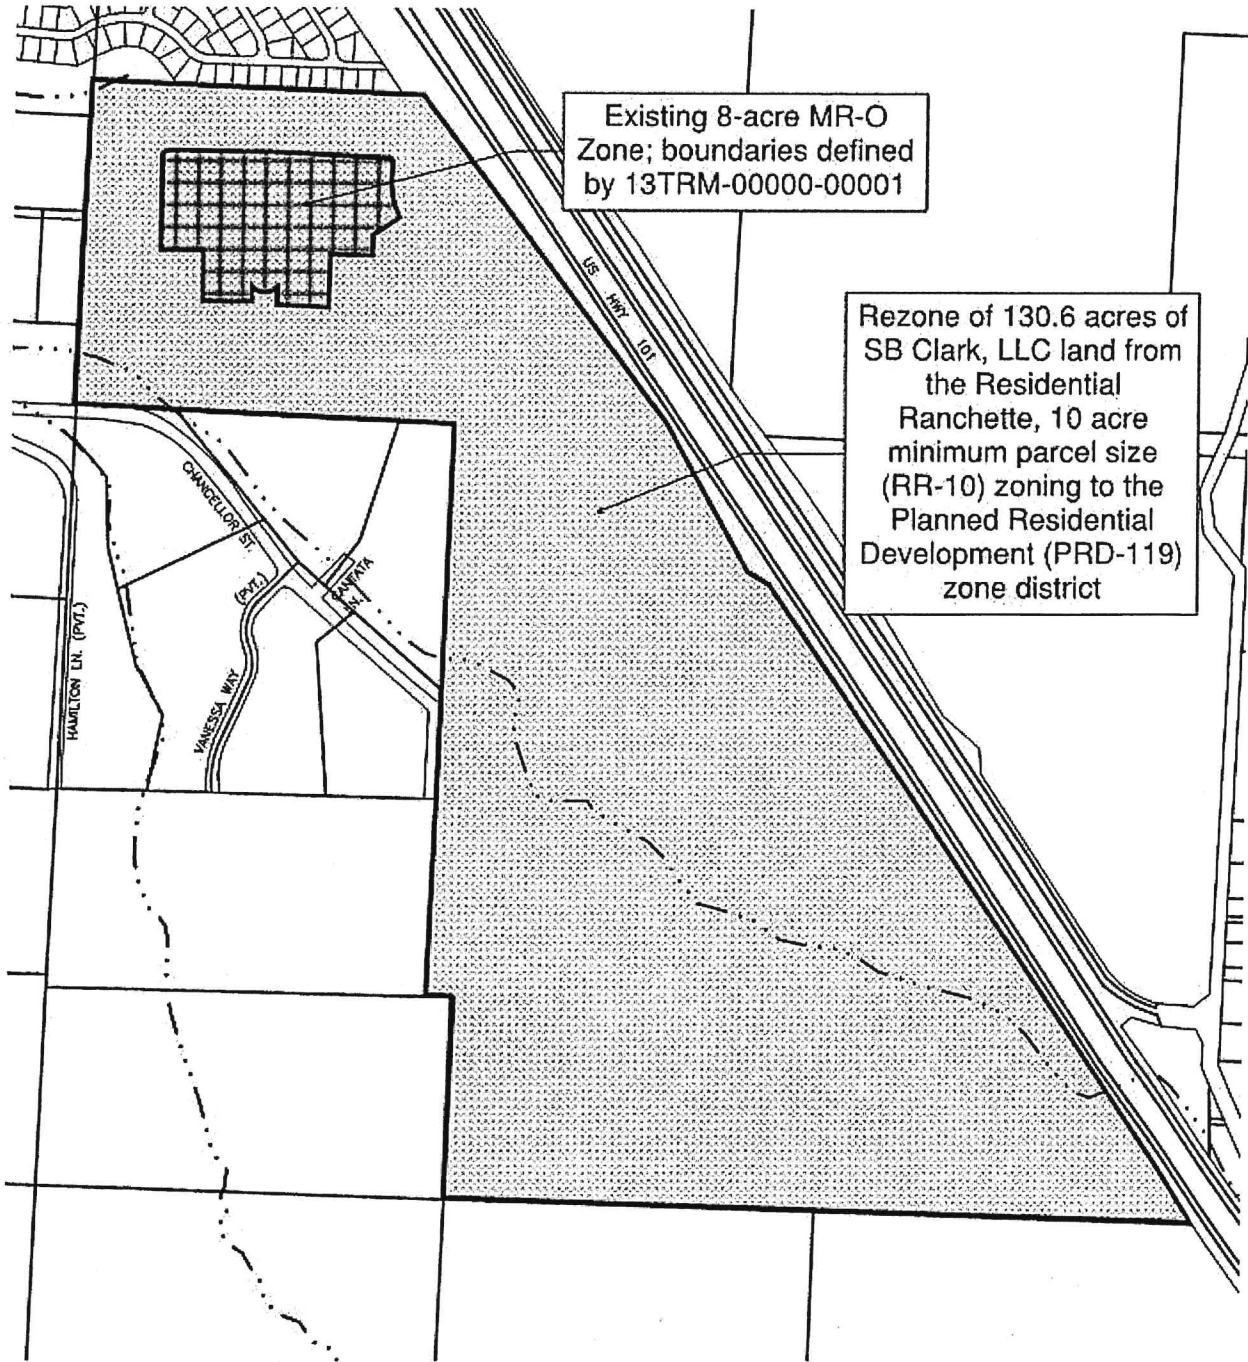 Existing 8-acre MR-O
Zone; boundaries defined
by 13TRM-00000-00001
US HWY 101
Rezone of 130.6 acres of
SB Clark, LLC land from
the Residential
Ranchette, 10 acre
minimum parcel size
(RR-10) zoning to the
Planned Residential
Development (PRD-119)
zone district
CHANCELLOR ST.
(PVT.)
CANTATA
LN.
VANESSA WAY
HAMILTON LN. (PVT.)